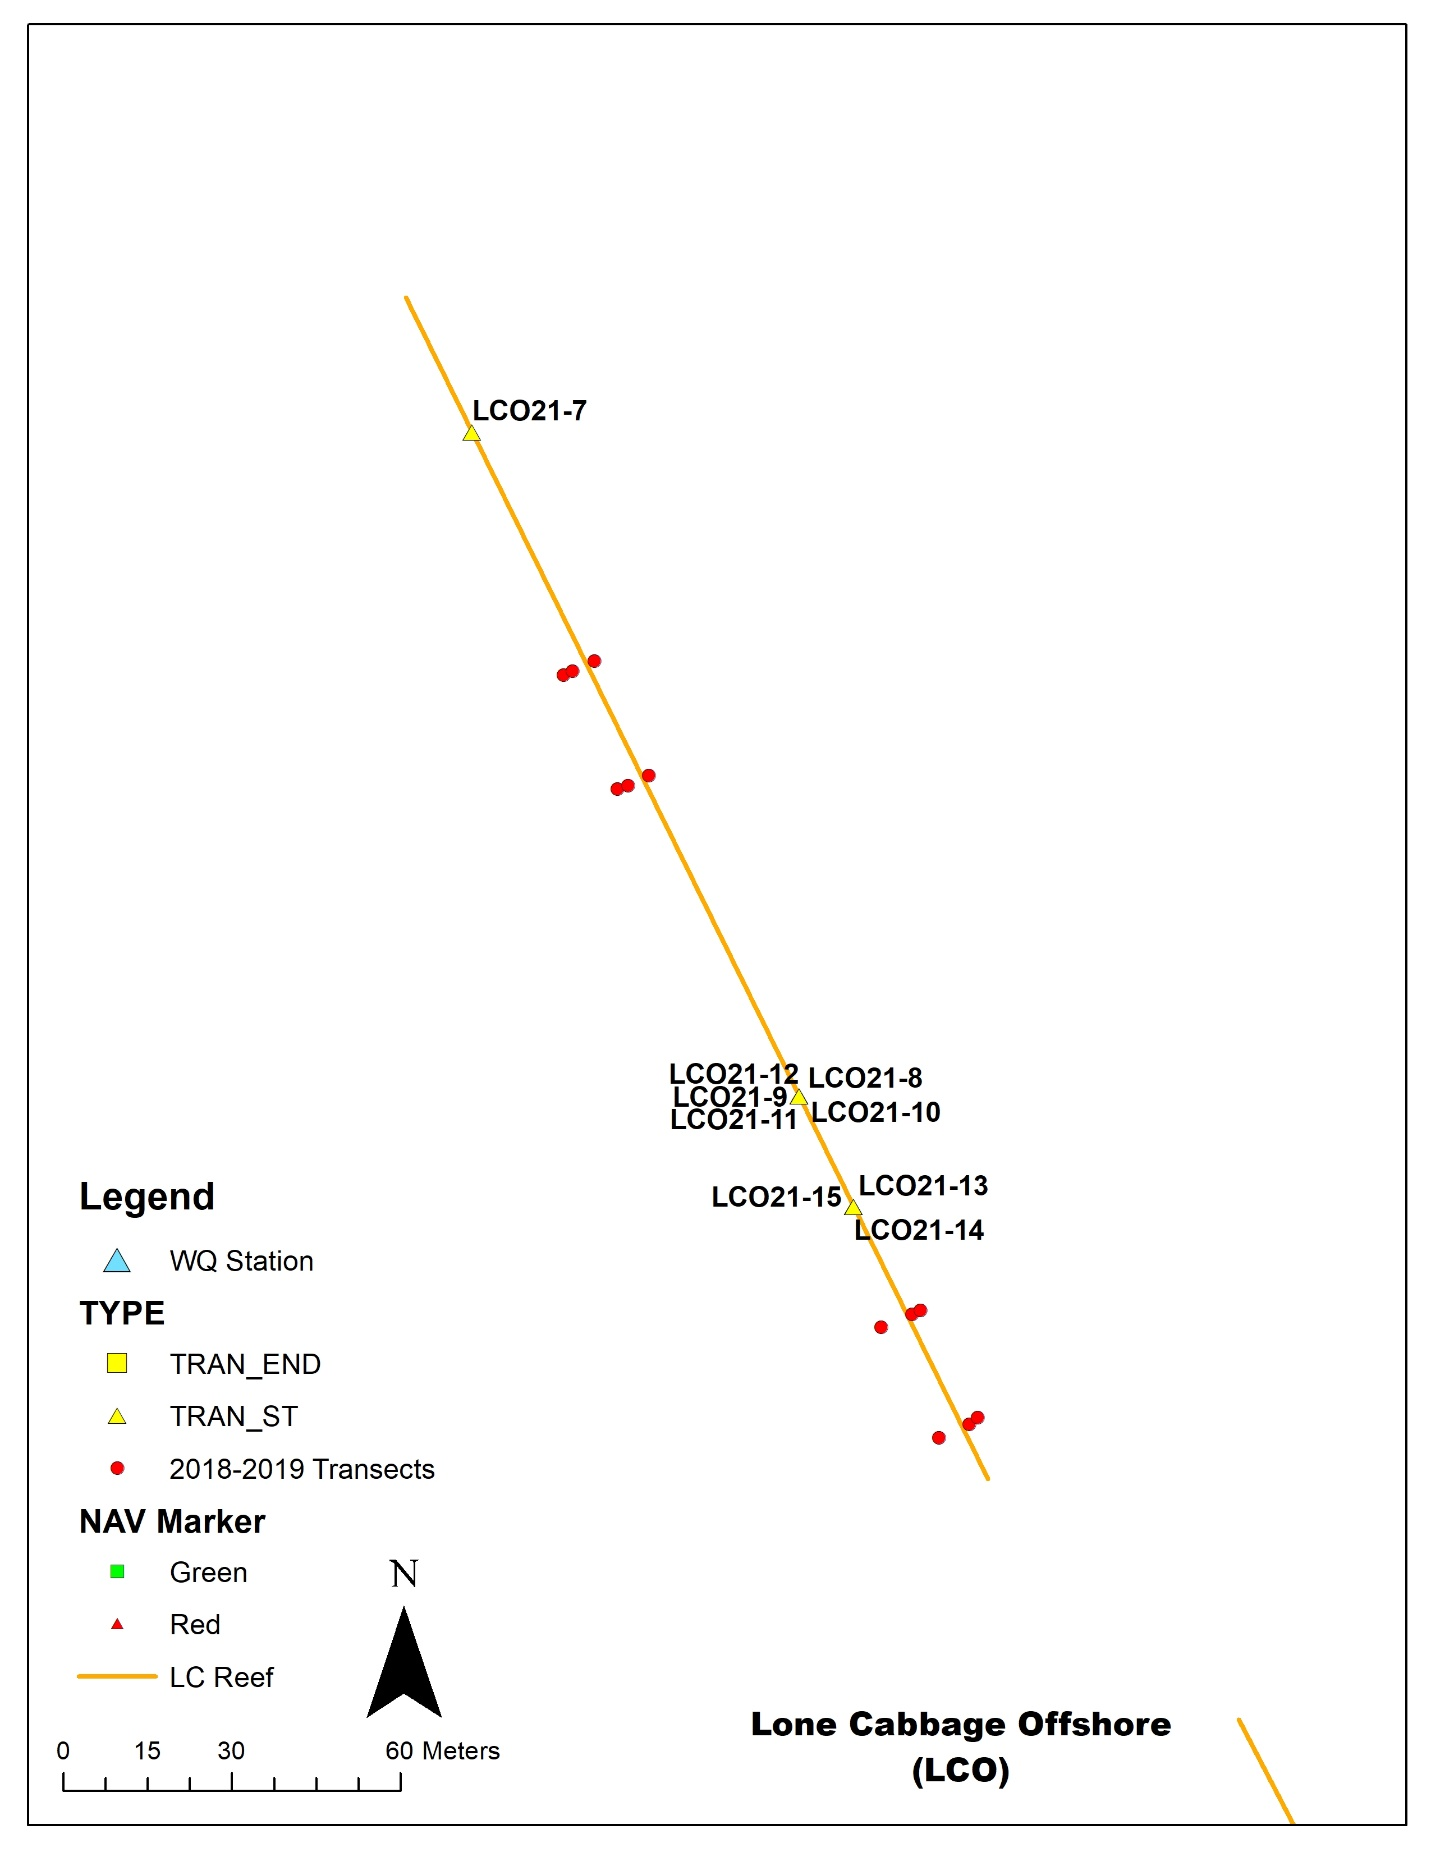 LCO21-7
LCO21-12 LCO21-8
LCO21-9
LCO21-11 LCO21-10
LCO21-15 LCO21-13
LCO21-14
Legend
WQ Station
TYPE
TRAN_END
TRAN_ST
2018-2019 Transects
NAV Marker
Green
Red
LC Reef
N
0 15 30 60 Meters
Lone Cabbage Offshore
(LCO)